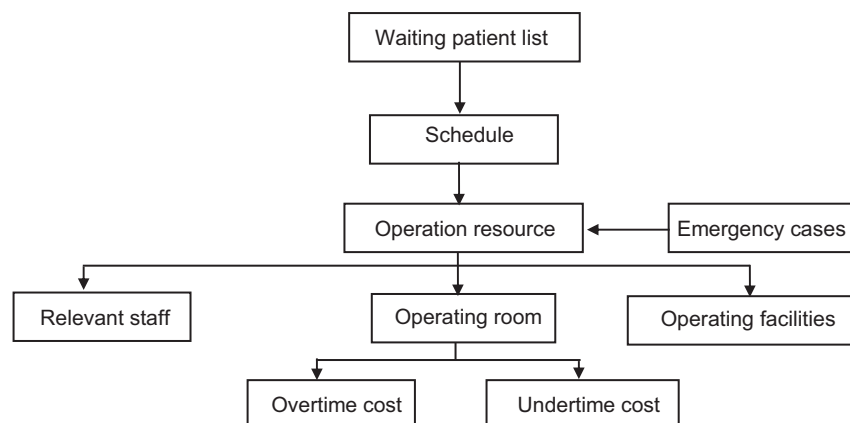 Waiting patient list
Schedule
Operation resource
Emergency cases
Relevant staff
Operating room
Operating facilities
Overtime cost
Undertime cost